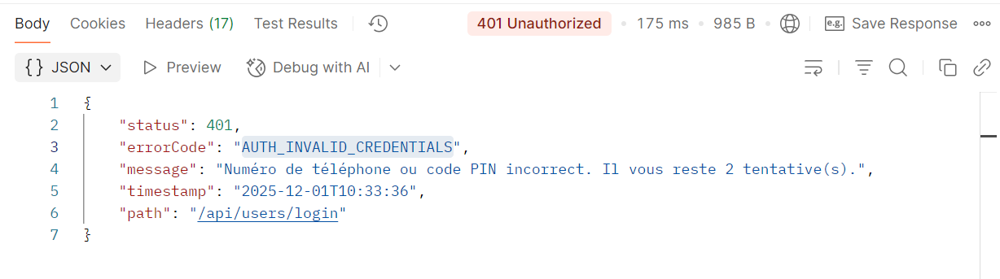 Body Cookies Headers (17) Test Results 401 Unauthorized • 175 ms • 985 B • e.g. Save Response
{} JSON Preview Debug with AI
1 {
2 "status": 401,
3 "errorCode": "AUTH_INVALID_CREDENTIALS",
4 "message": "Numéro de téléphone ou code PIN incorrect. Il vous reste 2 tentative(s).",
5 "timestamp": "2025-12-01T10:33:36",
6 "path": "/api/users/login"
7 }